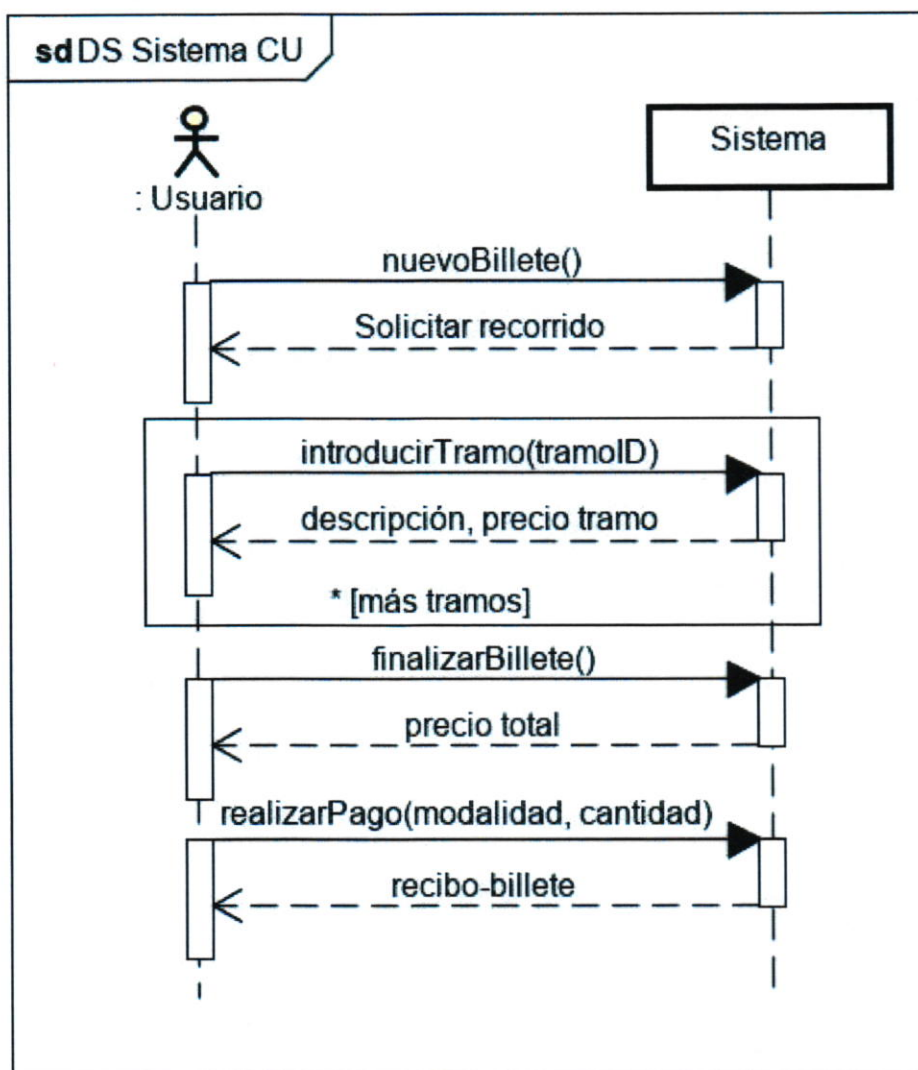 sd DS Sistema CU
: Usuario
Sistema
nuevoBillete()
Solicitar recorrido
introducirTramo(tramoID)
descripción, precio tramo
* [más tramos]
finalizarBillete()
precio total
realizarPago(modalidad, cantidad)
recibo-billete